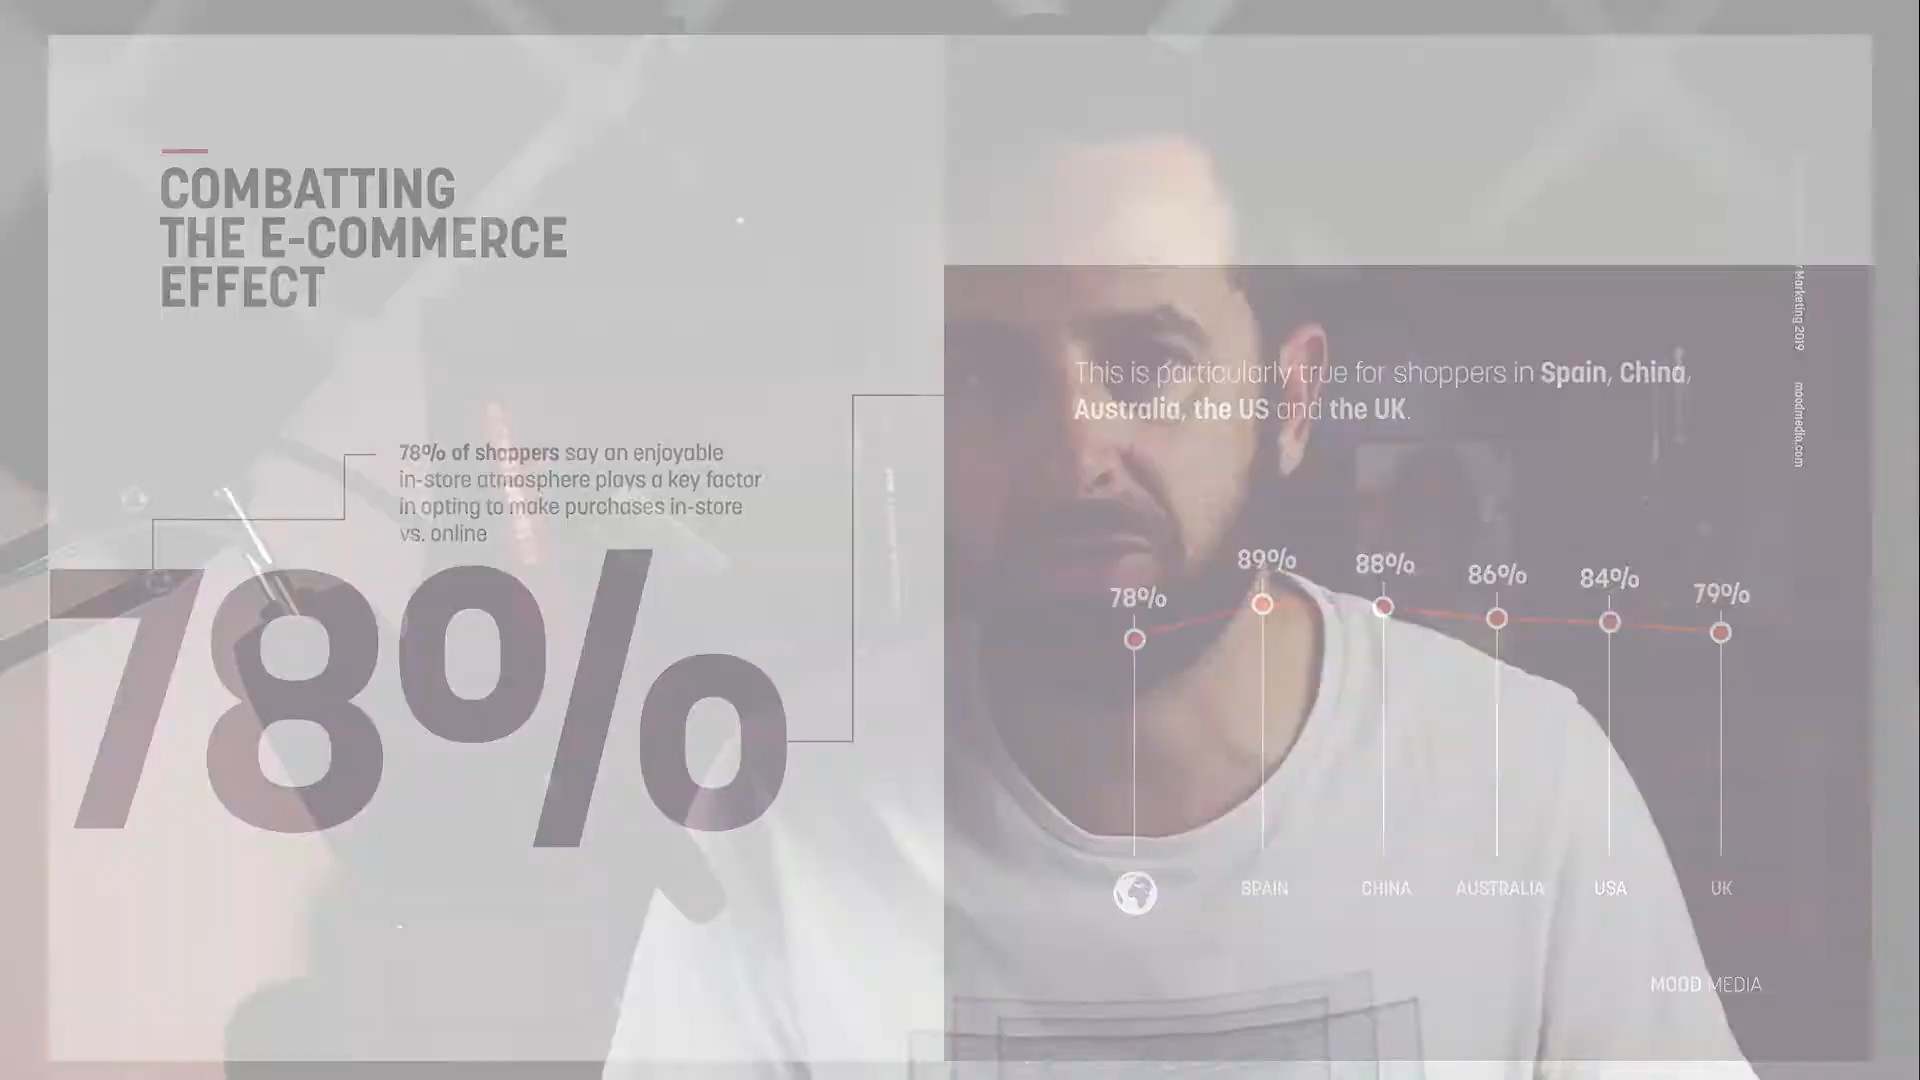 COMBATTING
THE E-COMMERCE
EFFECT
78% of shoppers say an enjoyable
in-store atmosphere plays a key factor
in opting to make purchases in-store
vs. online
78%
This is particularly true for shoppers in Spain, China,
Australia, the US and the UK.
78%
89%
88%
86%
84%
79%
SPAIN
CHINA
AUSTRALIA
USA
UK
Marketing 2019
moodmedia.com
MOOD MEDIA